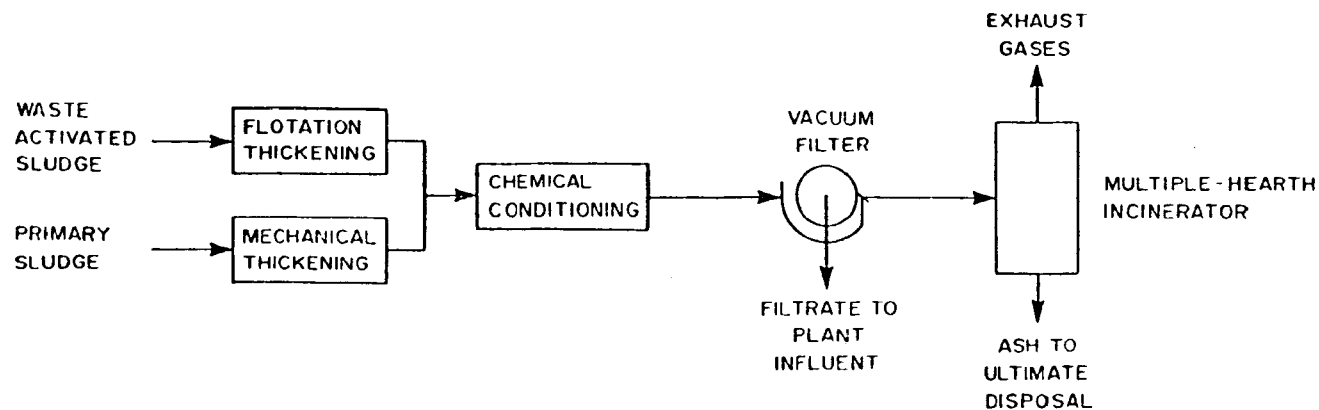 WASTE
ACTIVATED
SLUDGE
FLOTATION
THICKENING
PRIMARY
SLUDGE
MECHANICAL
THICKENING
CHEMICAL
CONDITIONING
VACUUM
FILTER
FILTRATE TO
PLANT
INFLUENT
EXHAUST
GASES
MULTIPLE-HEARTH
INCINERATOR
ASH TO
ULTIMATE
DISPOSAL